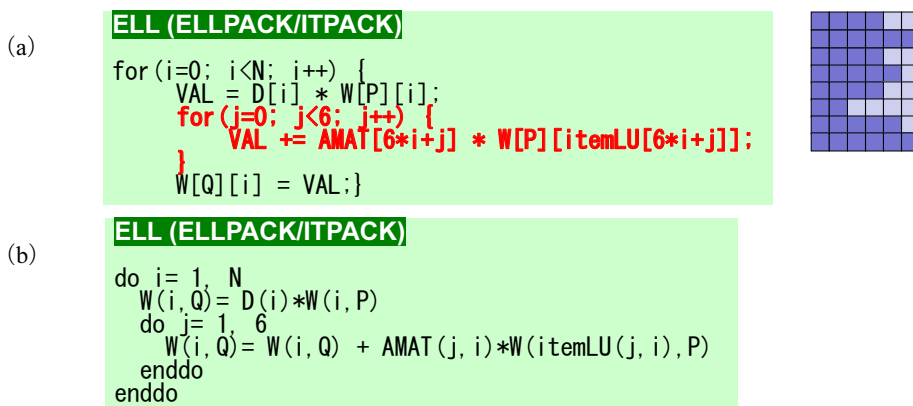 (a)
ELL (ELLPACK/ITPACK)
for(i=0; i<N; i++) {
VAL = D[i] * W[P][i];
for(j=0; j<6; j++) {
VAL += AMAT[6*i+j] * W[P][itemLU[6*i+j]];
}
W[Q][i] = VAL;}
(b)
ELL (ELLPACK/ITPACK)
do i= 1, N
W(i,Q)= D(i)*W(i,P)
do j= 1, 6
W(i,Q)= W(i,Q) + AMAT(j,i)*W(itemLU(j,i),P)
enddo
enddo